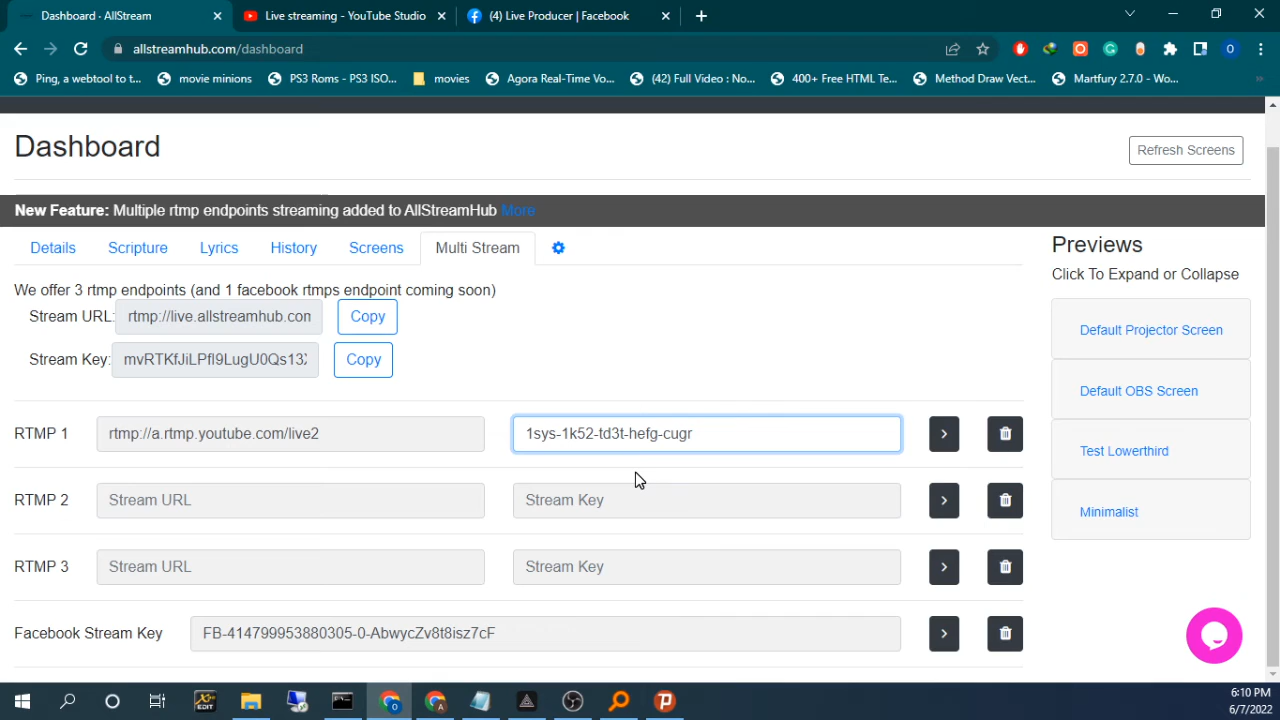 Dashboard - AllStream
Live streaming - YouTube Studio
(4) Live Producer | Facebook
allstreamhub.com/dashboard
Ping, a webtool to t...
movie minions
PS3 Roms - PS3 ISO...
movies
Agora Real-Time Vo...
(42) Full Video : No...
400+ Free HTML Te...
Method Draw Vect...
Martfury 2.7.0 - Wo...
Dashboard
Refresh Screens
New Feature: Multiple rtmp endpoints streaming added to AllStreamHub More
Details
Scripture
Lyrics
History
Screens
Multi Stream
Previews
Click To Expand or Collapse
We offer 3 rtmp endpoints (and 1 facebook rtmps endpoint coming soon)
Stream URL: rtmp://live.allstreamhub.com Copy
Stream Key: mvRTKfJiLPfI9LugU0Qs13 Copy
Default Projector Screen
Default OBS Screen
Test Lowerthird
Minimalist
RTMP 1 rtmp://a.rtmp.youtube.com/live2 1sys-1k52-td3t-hefg-cugr
RTMP 2 Stream URL Stream Key
RTMP 3 Stream URL Stream Key
Facebook Stream Key FB-414799953880305-0-AbwycZv8t8isz7cF
6:10 PM
6/7/2022